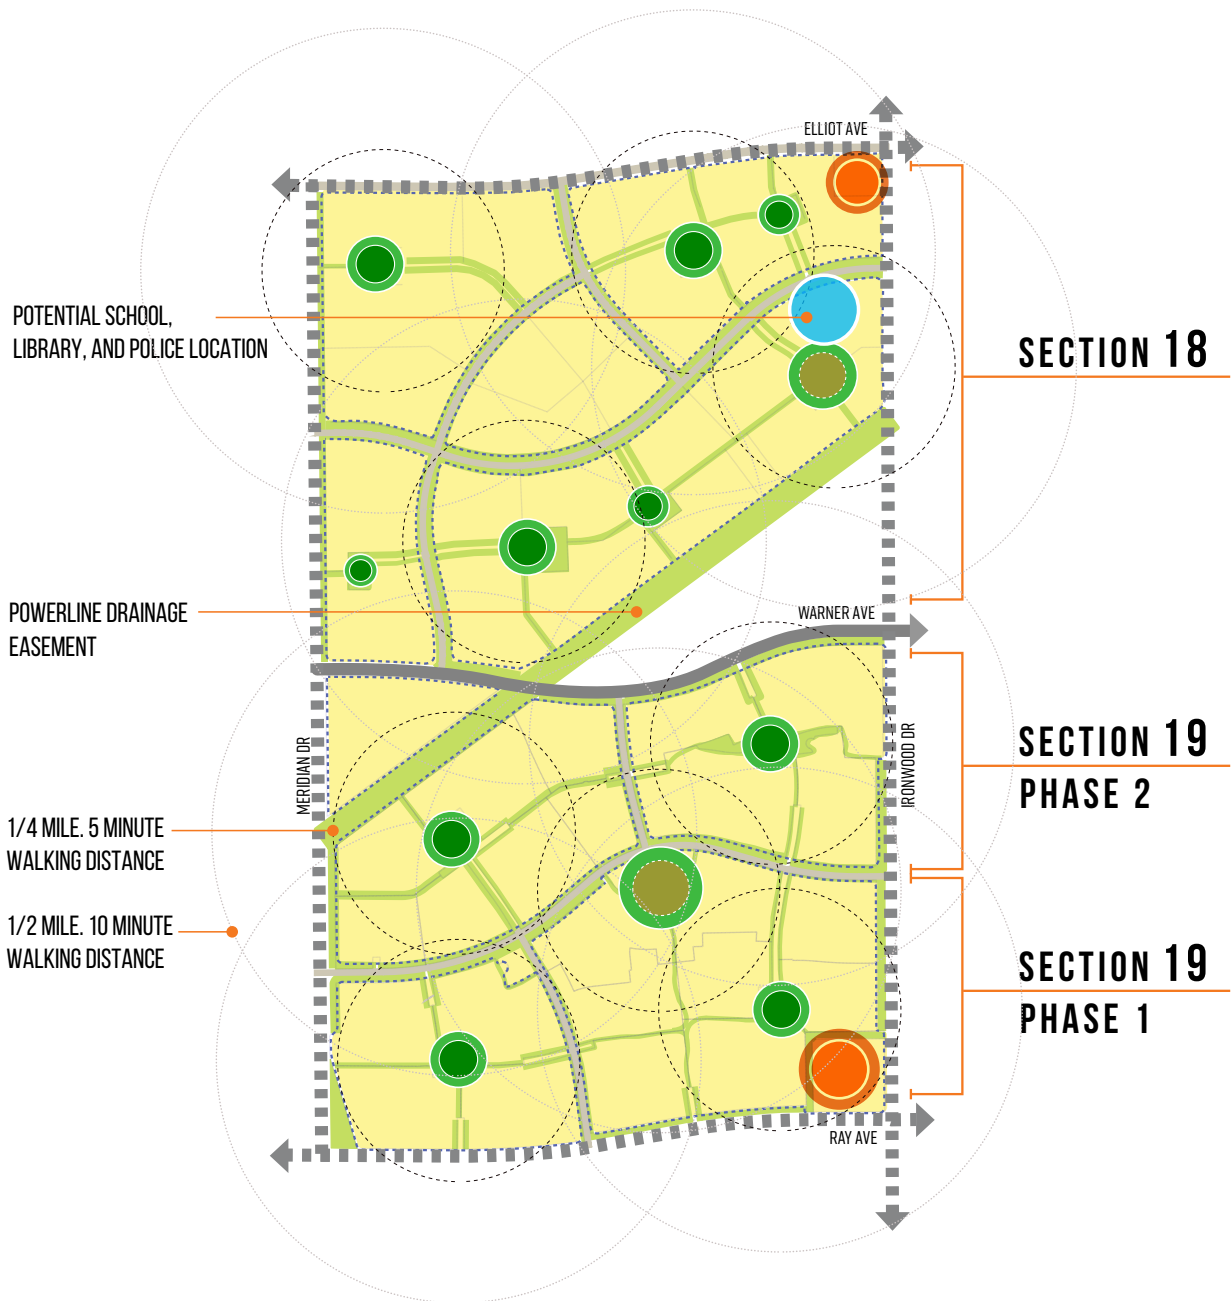 ELLIOT AVE
POTENTIAL SCHOOL,
LIBRARY, AND POLICE LOCATION
SECTION 18
POWERLINE DRAINAGE
EASEMENT
WARNER AVE
MERIDIAN DR
IRONWOOD DR
SECTION 19
PHASE 2
1/4 MILE. 5 MINUTE
WALKING DISTANCE
1/2 MILE. 10 MINUTE
WALKING DISTANCE
SECTION 19
PHASE 1
RAY AVE